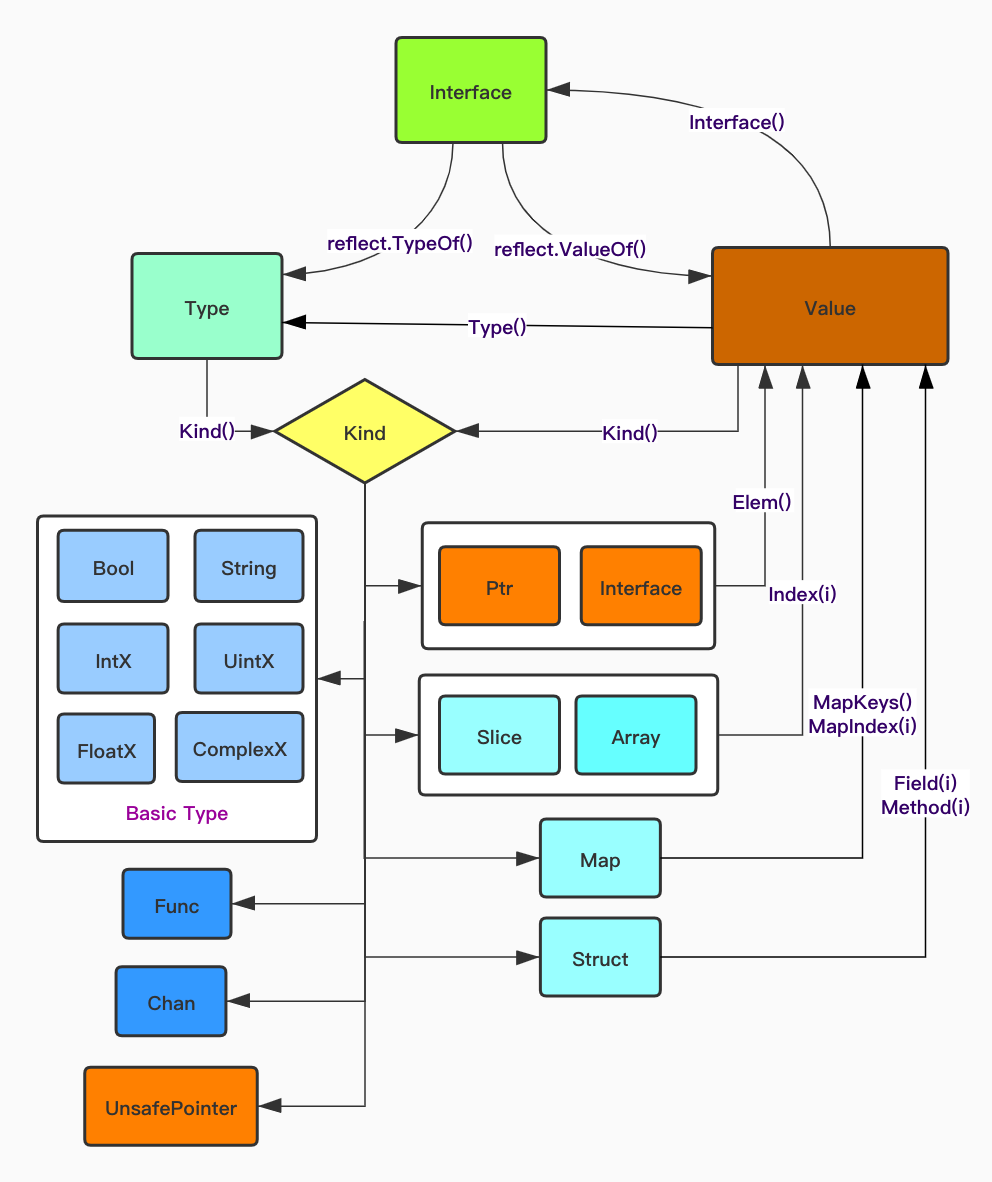 Interface
Interface()
reflect.TypeOf()
reflect.ValueOf()
Type
Value
Type()
Kind()
Kind
Kind()
Elem()
Bool
String
Ptr
Interface
Index(i)
IntX
UintX
MapKeys()
MapIndex(i)
FloatX
ComplexX
Slice
Array
Field(i)
Method(i)
Basic Type
Map
Func
Struct
Chan
UnsafePointer